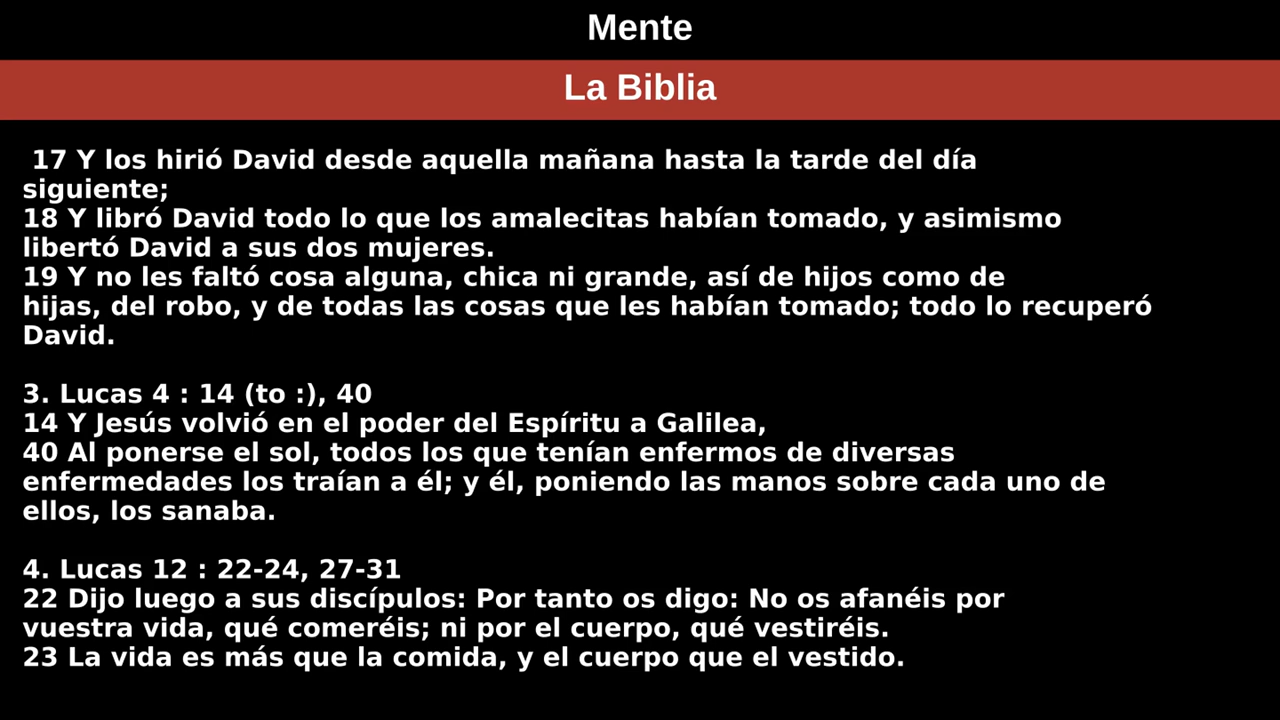 Mente
La Biblia
17 Y los hirió David desde aquella mañana hasta la tarde del día
siguiente;
18 Y libró David todo lo que los amalecitas habían tomado, y asimismo
libertó David a sus dos mujeres.
19 Y no les faltó cosa alguna, chica ni grande, así de hijos como de
hijas, del robo, y de todas las cosas que les habían tomado; todo lo recuperó
David.
3. Lucas 4 : 14 (to :), 40
14 Y Jesús volvió en el poder del Espíritu a Galilea,
40 Al ponerse el sol, todos los que tenían enfermos de diversas
enfermedades los traían a él; y él, poniendo las manos sobre cada uno de
ellos, los sanaba.
4. Lucas 12 : 22-24, 27-31
22 Dijo luego a sus discípulos: Por tanto os digo: No os afanéis por
vuestra vida, qué comeréis; ni por el cuerpo, qué vestiréis.
23 La vida es más que la comida, y el cuerpo que el vestido.